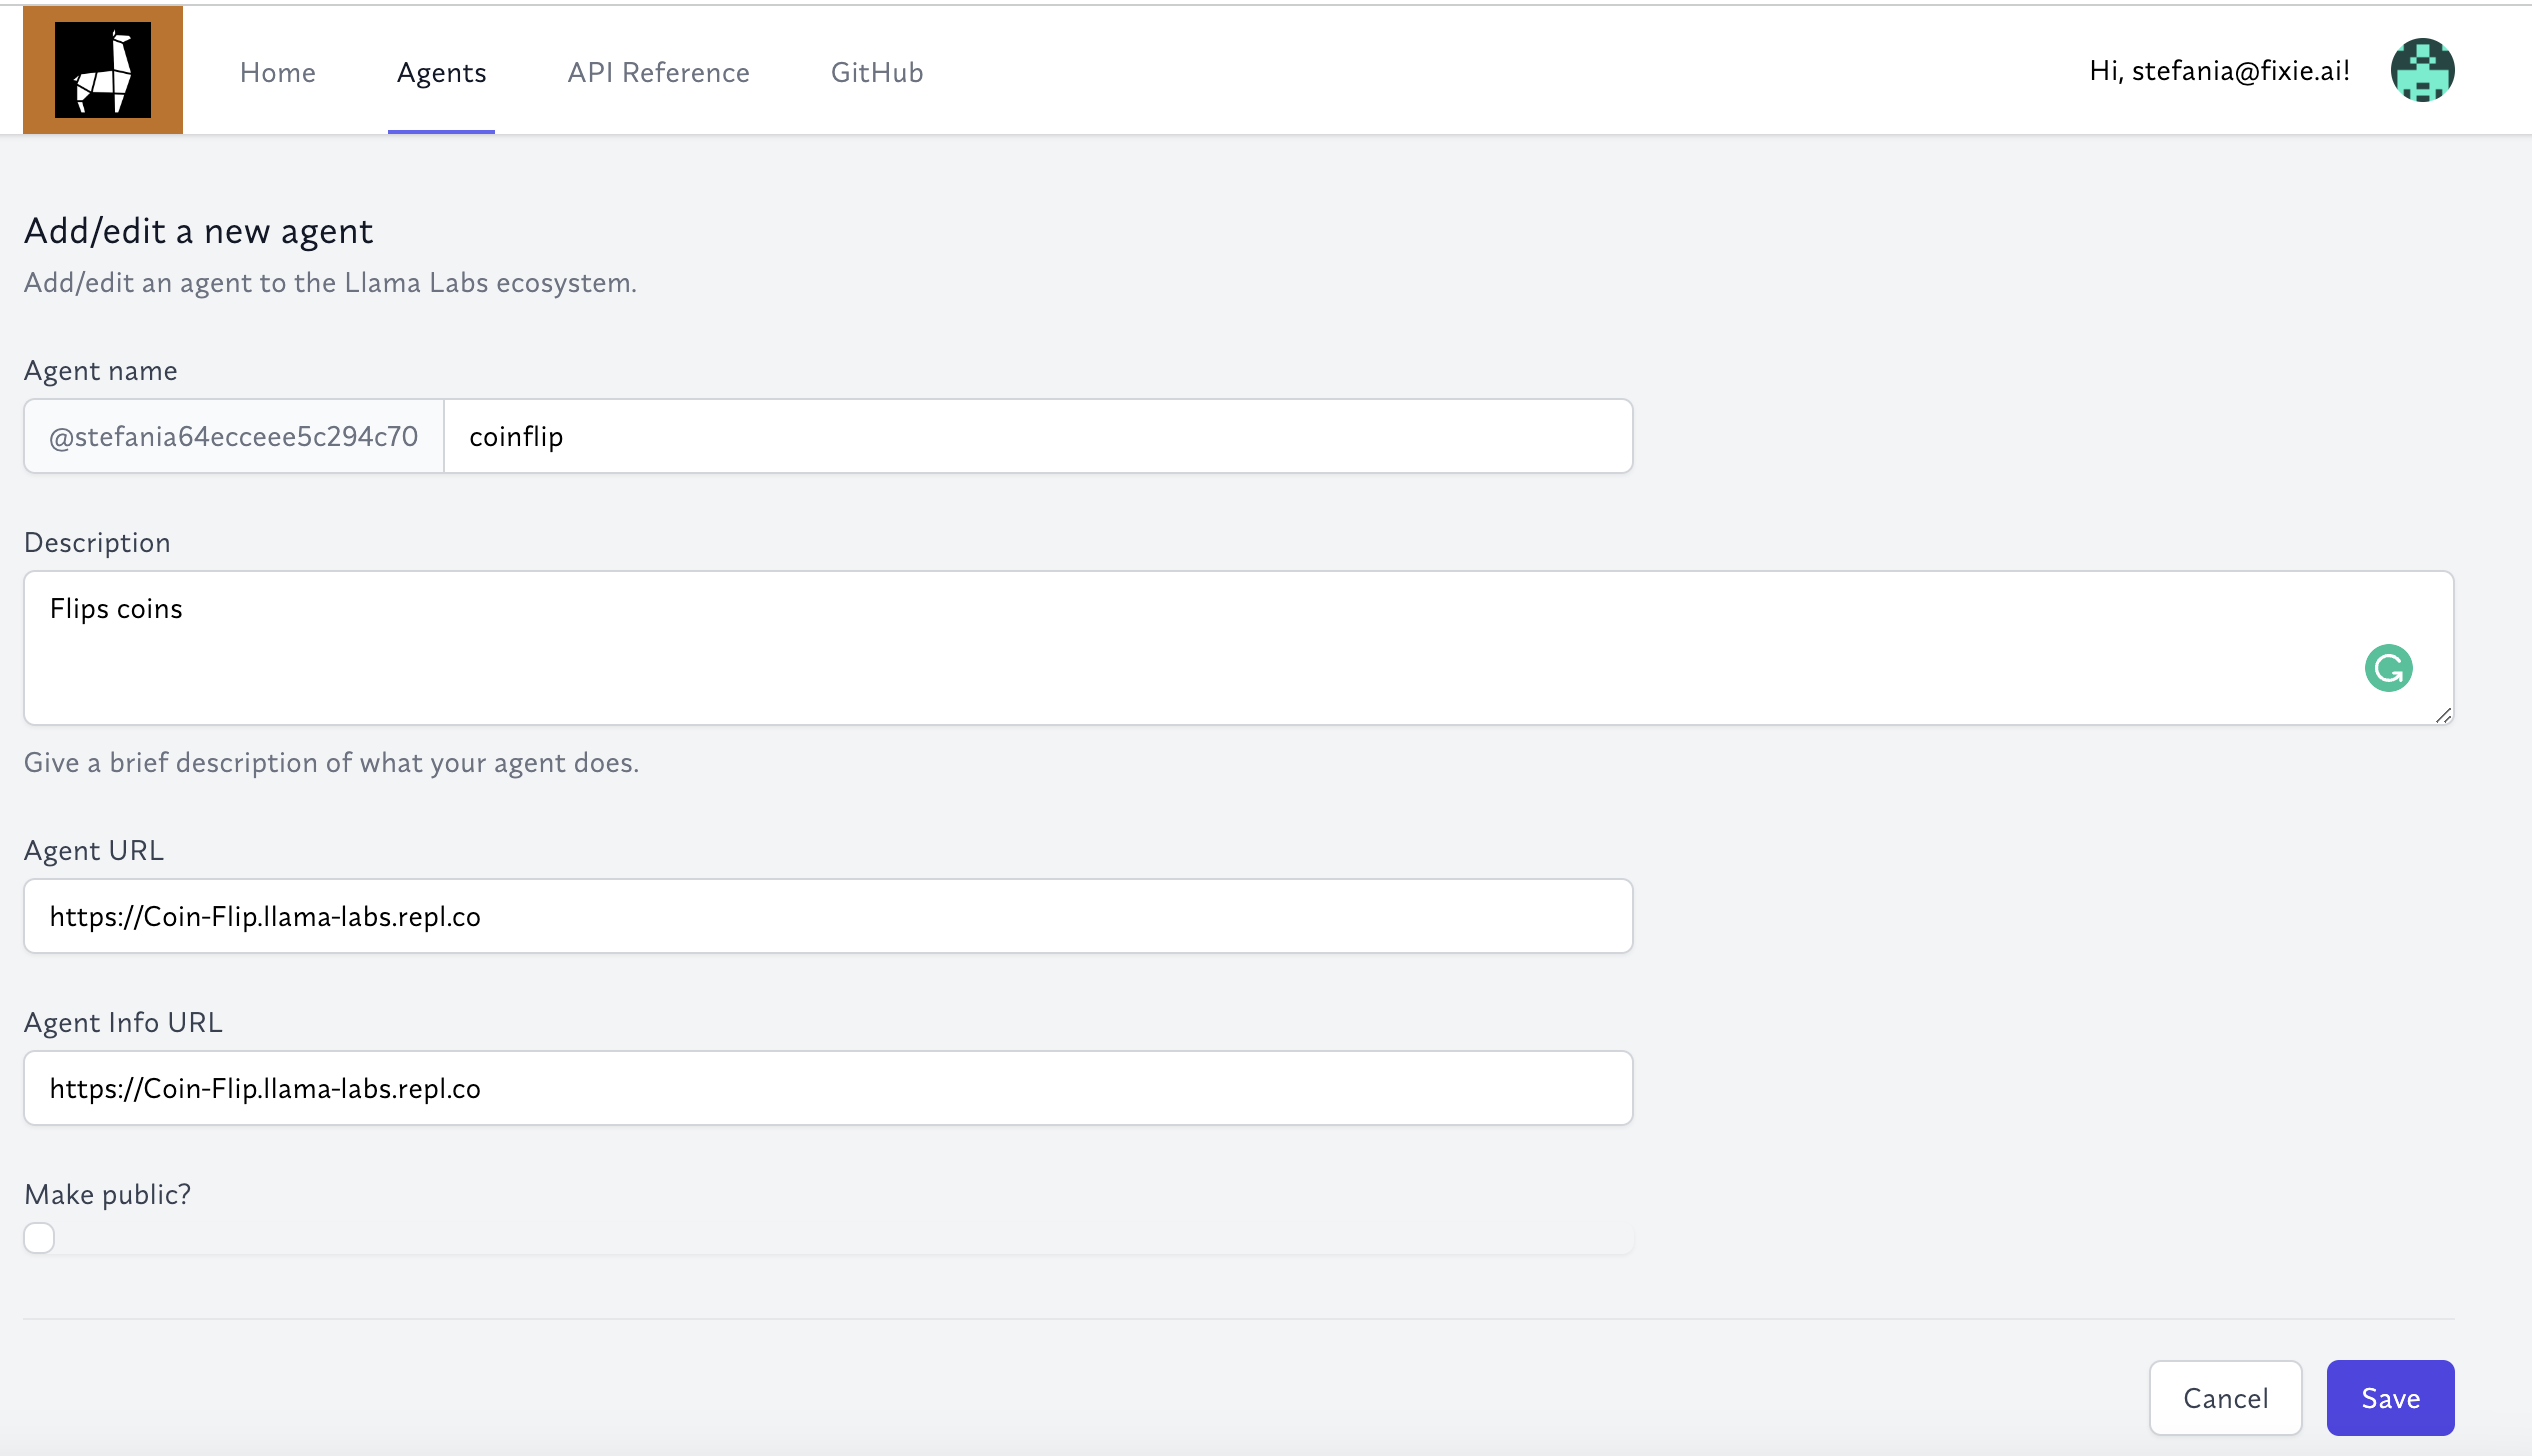 Home Agents API Reference GitHub Hi, stefania@fixie.ai!
Add/edit a new agent
Add/edit an agent to the Llama Labs ecosystem.
Agent name
@stefania64ecceee5c294c70 coinflip
Description
Flips coins
Give a brief description of what your agent does.
Agent URL
https://Coin-Flip.llama-labs.repl.co
Agent Info URL
https://Coin-Flip.llama-labs.repl.co
Make public?
Cancel Save